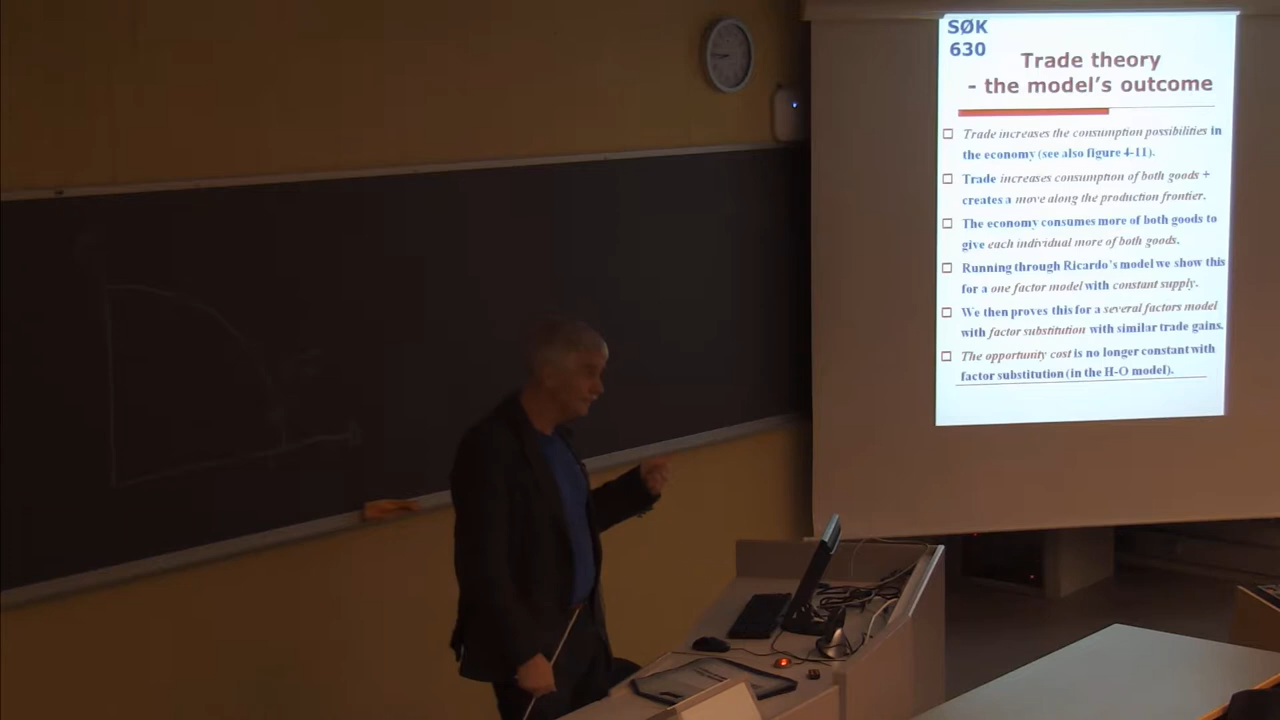 SØK
630
Trade theory
- the model's outcome
Trade increases the consumption possibilities in
the economy (see also figure 4-11).
Trade increases consumption of both goods +
creates a move along the production frontier.
The economy consumes more of both goods to
give each individual more of both goods.
Running through Ricardo's model we show this
for a one factor model with constant supply.
We then proves this for a several factors model
with factor substitution with similar trade gains.
The opportunity cost is no longer constant with
factor substitution (in the H-O model).